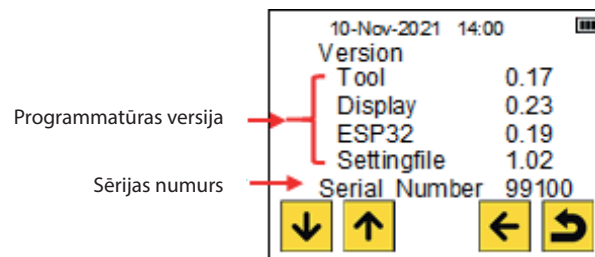 10-Nov-2021 14:00
Version
Tool 0.17
Programmatūras versija
Display 0.23
ESP32 0.19
Settingfile 1.02
Sērijas numurs
Serial Number 99100